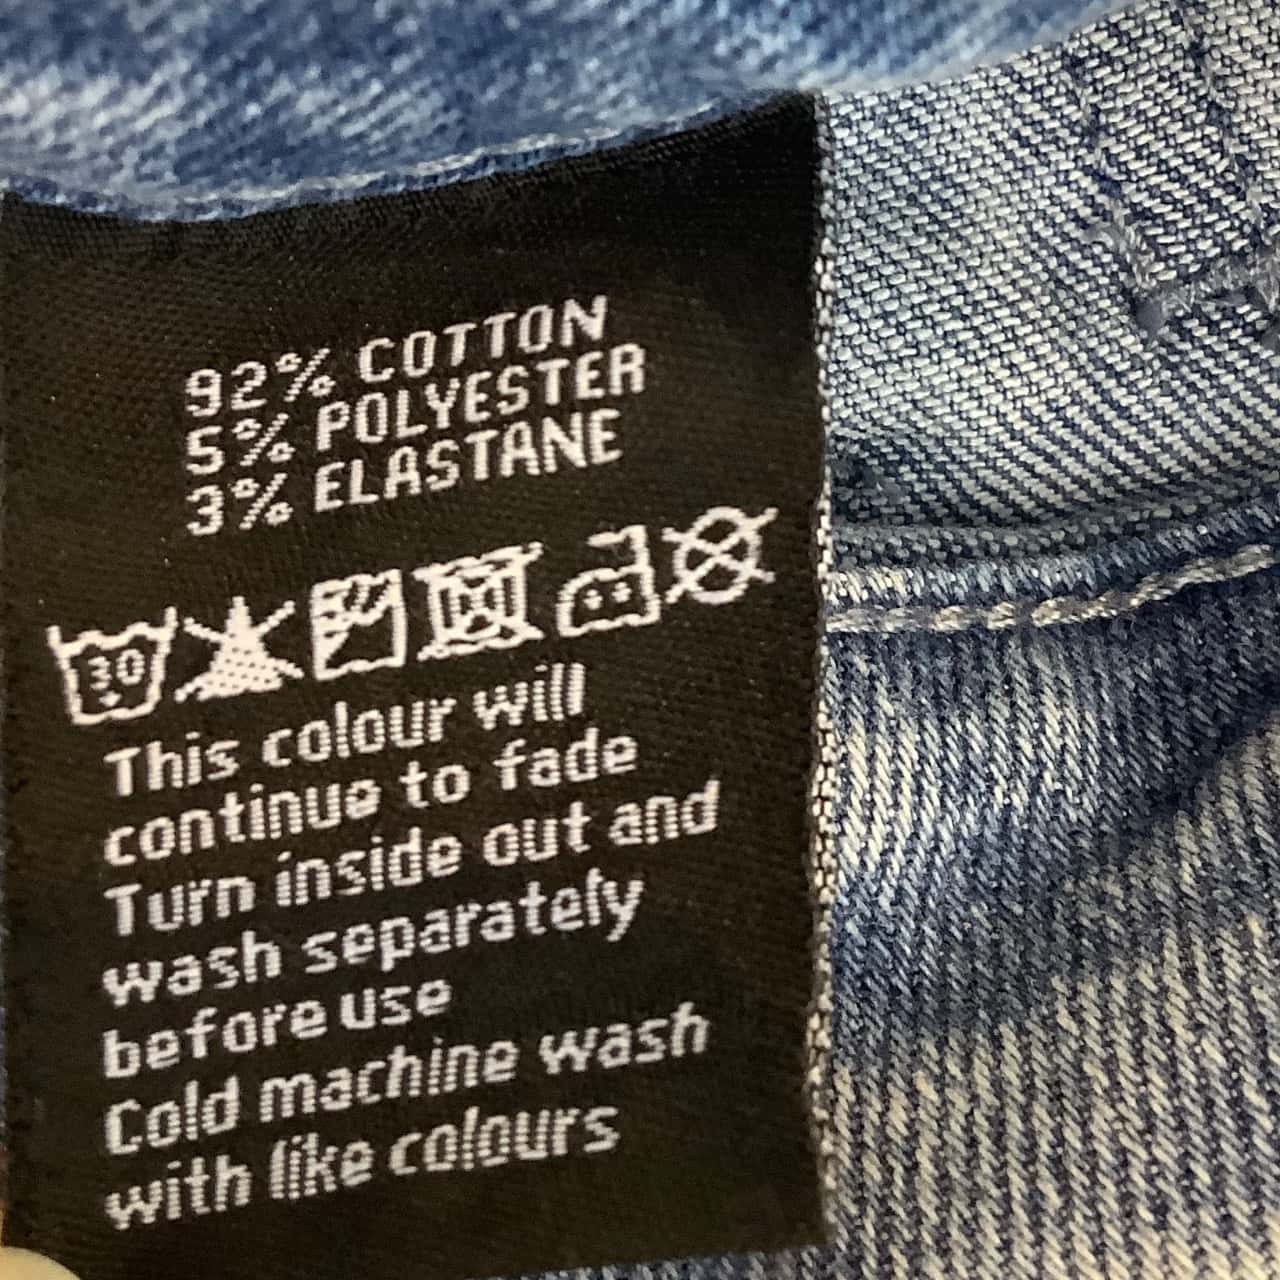 92% COTTON
5% POLYESTER
3% ELASTANE
30
This colour will
continue to fade
Turn inside out and
wash separately
before use
Cold machine wash
with like colours